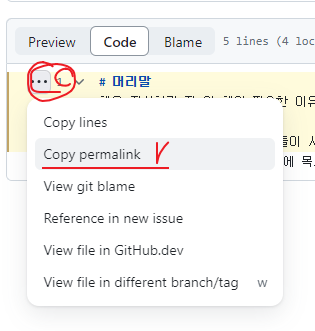 Preview Code Blame 5 lines (4 loc
1 # 머리말
Copy lines
Copy permalink
View git blame
Reference in new issue
View file in GitHub.dev
View file in different branch/tag w